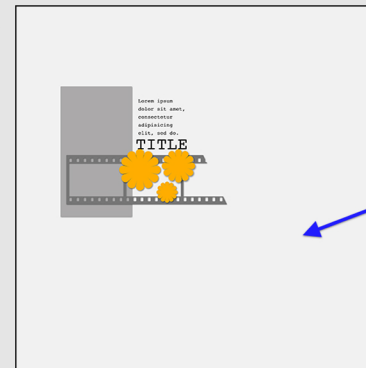 Lorem ipsum
dolor sit amet,
consectetur
adipisicing
elit, sed do.
TITLE